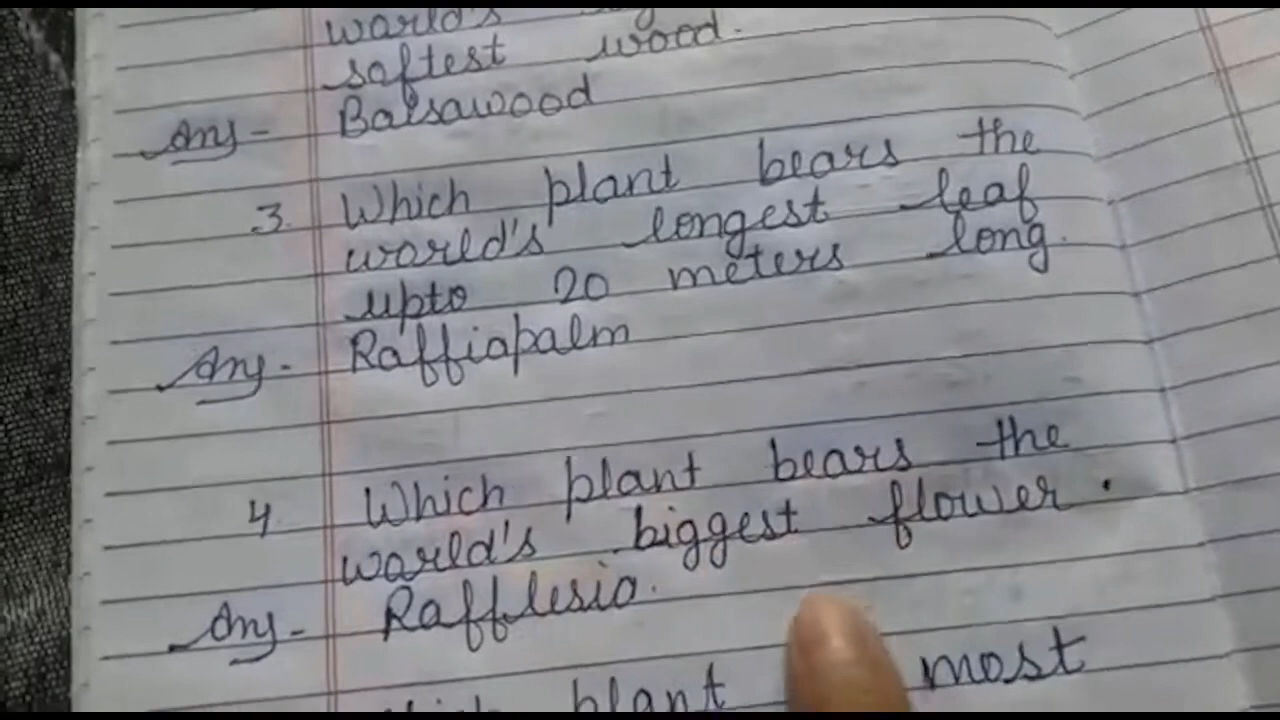 world's
softest wood.
Ans- Balsawood
3. Which plant bears the
world's longest leaf
upto 20 meters long.
Ans- Raffiapalm
4. Which plant bears the
world's biggest flower.
Ans- Rafflesia.
plant most